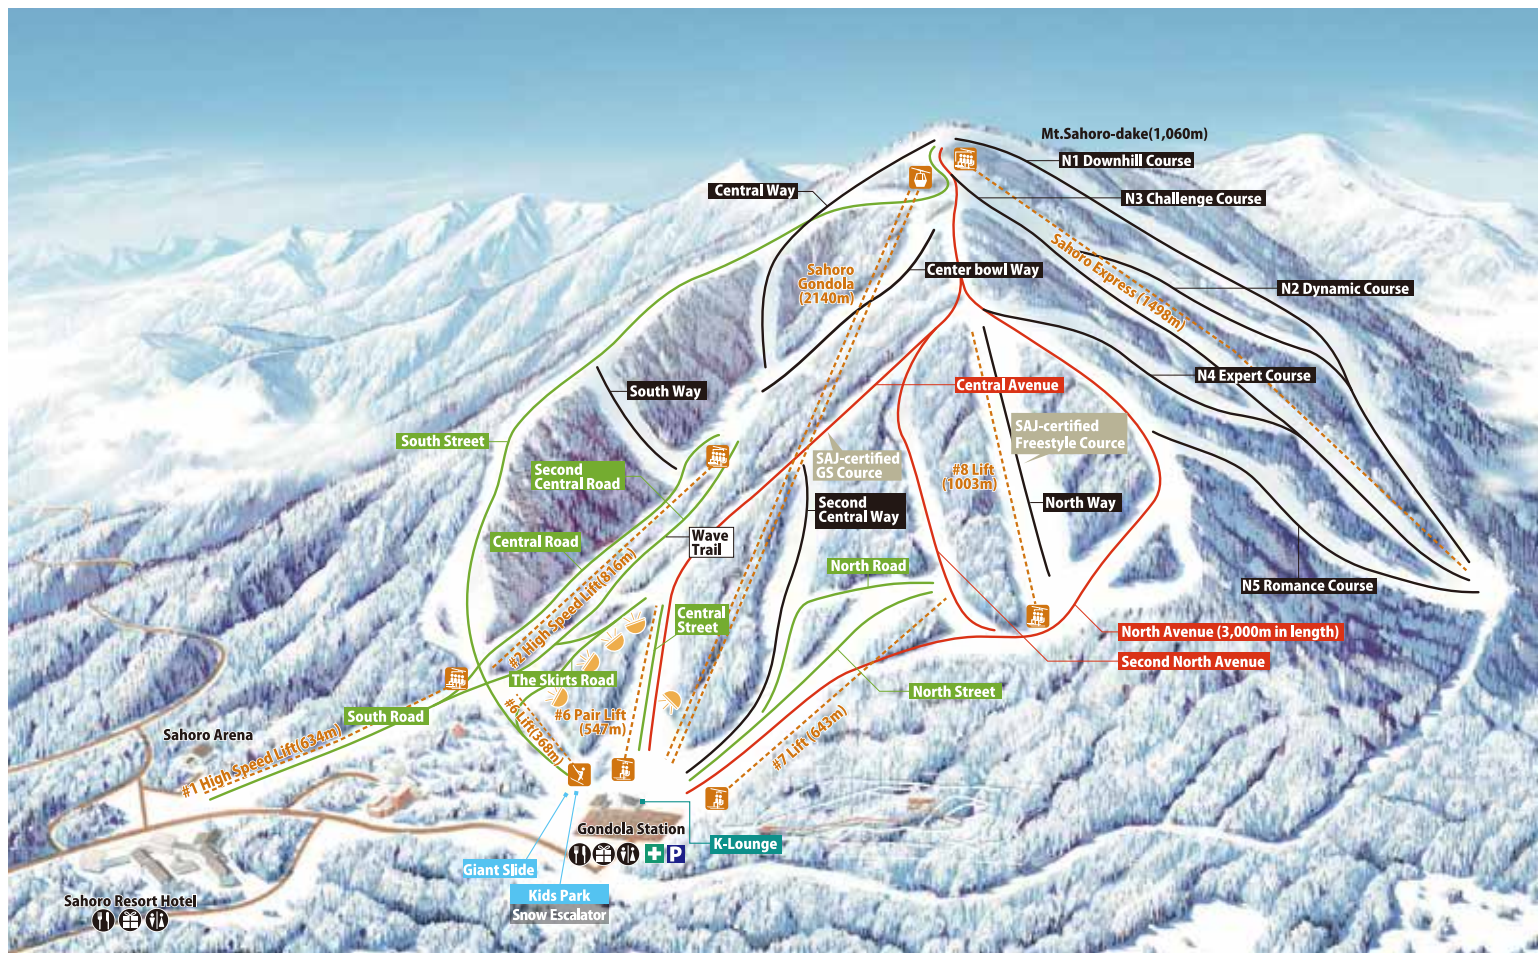 Mt.Sahoro-dake(1,060m)
N1 Downhill Course
Central Way
N3 Challenge Course
Sahoro Express (1498m)
Sahoro
Gondola
(2140m)
Center bowl Way
N2 Dynamic Course
South Way
Central Avenue
N4 Expert Course
South Street
SAJ-certified
Freestyle Cource
SAJ-certified
GS Cource
Second
Central Road
#8 Lift
(1003m)
Second
Central Way
North Way
Central Road
Wave
Trail
North Road
#2 High Speed Lift(816m)
N5 Romance Course
Central
Street
North Avenue (3,000m in length)
Second North Avenue
The Skirts Road
North Street
South Road
#6 Lift(368m)
#6 Pair Lift
(547m)
#7 Lift (643m)
Sahoro Arena
#1 High Speed Lift(634m)
Gondola Station
P
K-Lounge
Giant Slide
Kids Park
Snow Escalator
Sahoro Resort Hotel